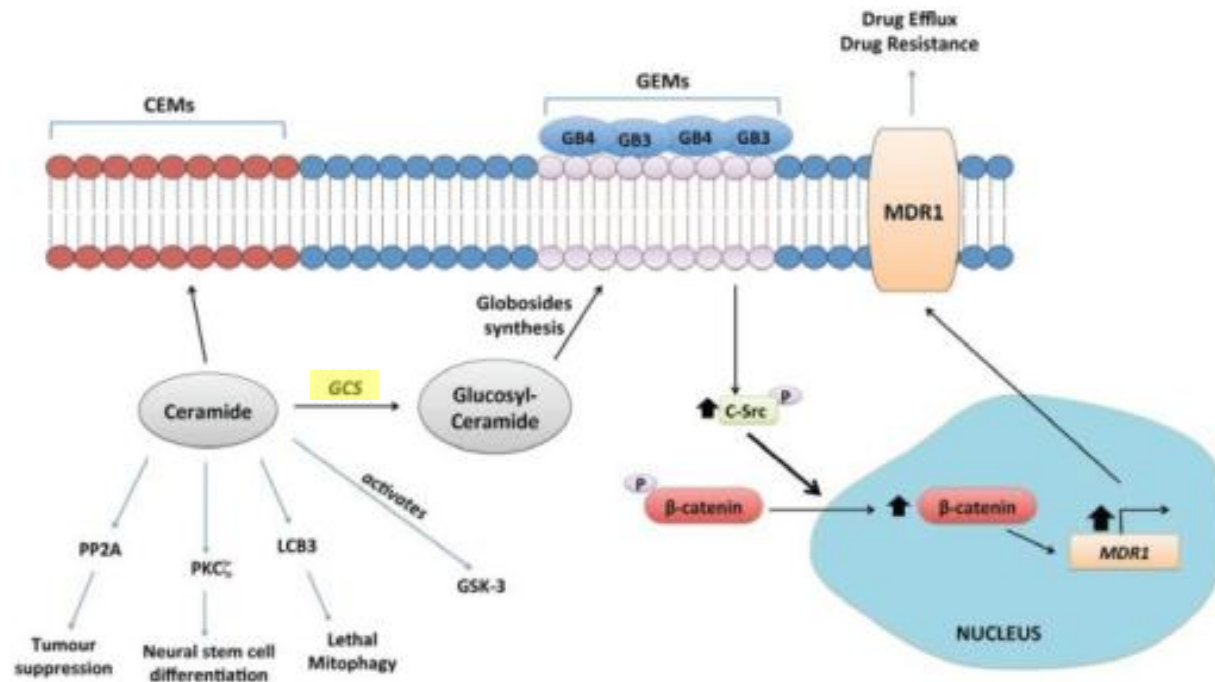 Drug Efflux
Drug Resistance
CEMs
GEMs
GB4
GB3
GB4
GB3
MDR1
Globosides
synthesis
GCS
Ceramide
Glucosyl-
Ceramide
C-Src
P
activates
P
β-catenin
β-catenin
MDR1
PP2A
PKCζ
LCB3
GSK-3
NUCLEUS
Tumour
suppression
Neural stem cell
differentiation
Lethal
Mitophagy